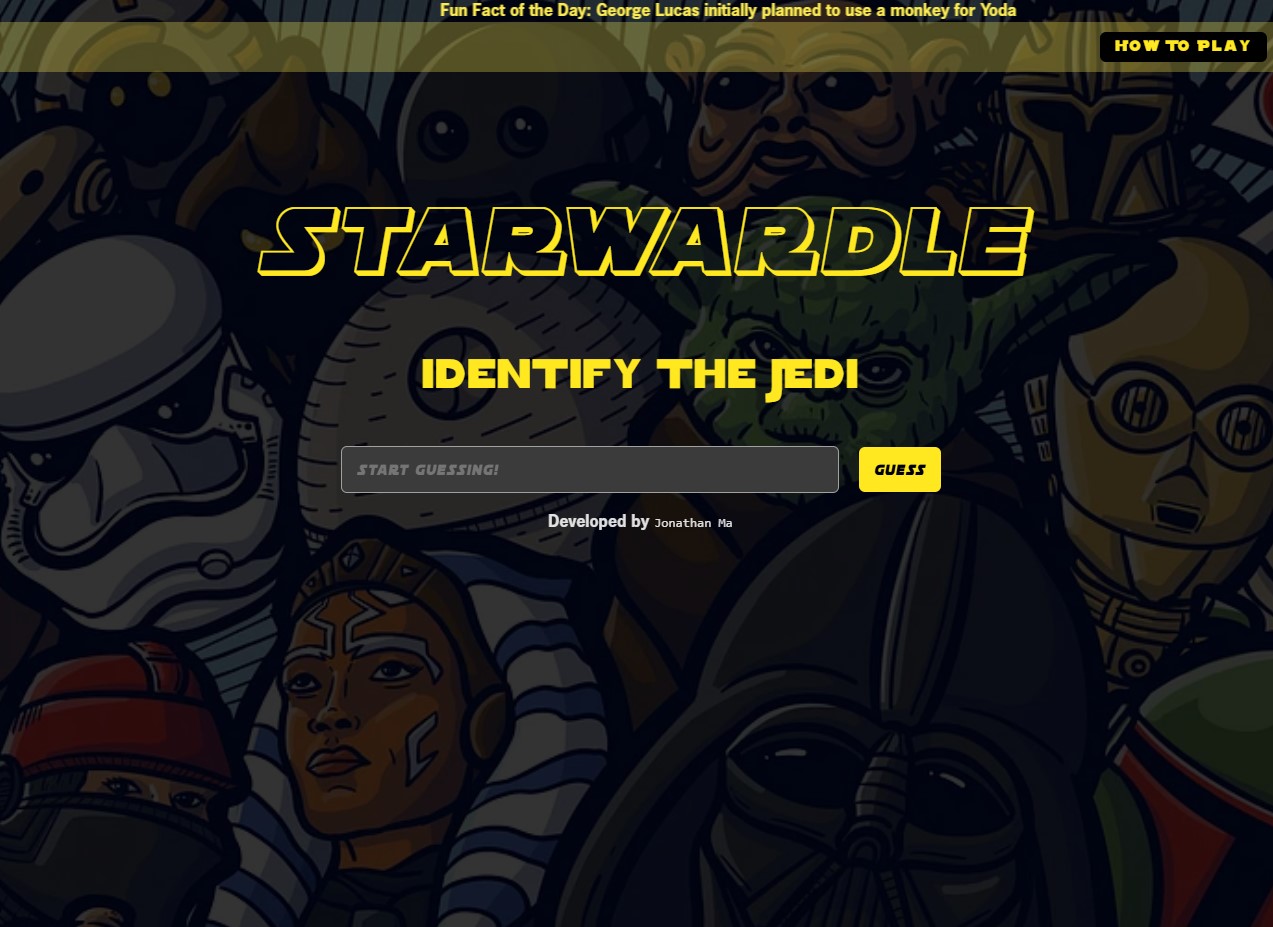 Fun Fact of the Day: George Lucas initially planned to use a monkey for Yoda
HOW TO PLAY
STARWARDLE
IDENTIFY THE JEDI
START GUESSING!
GUESS
Developed by Jonathan Ma